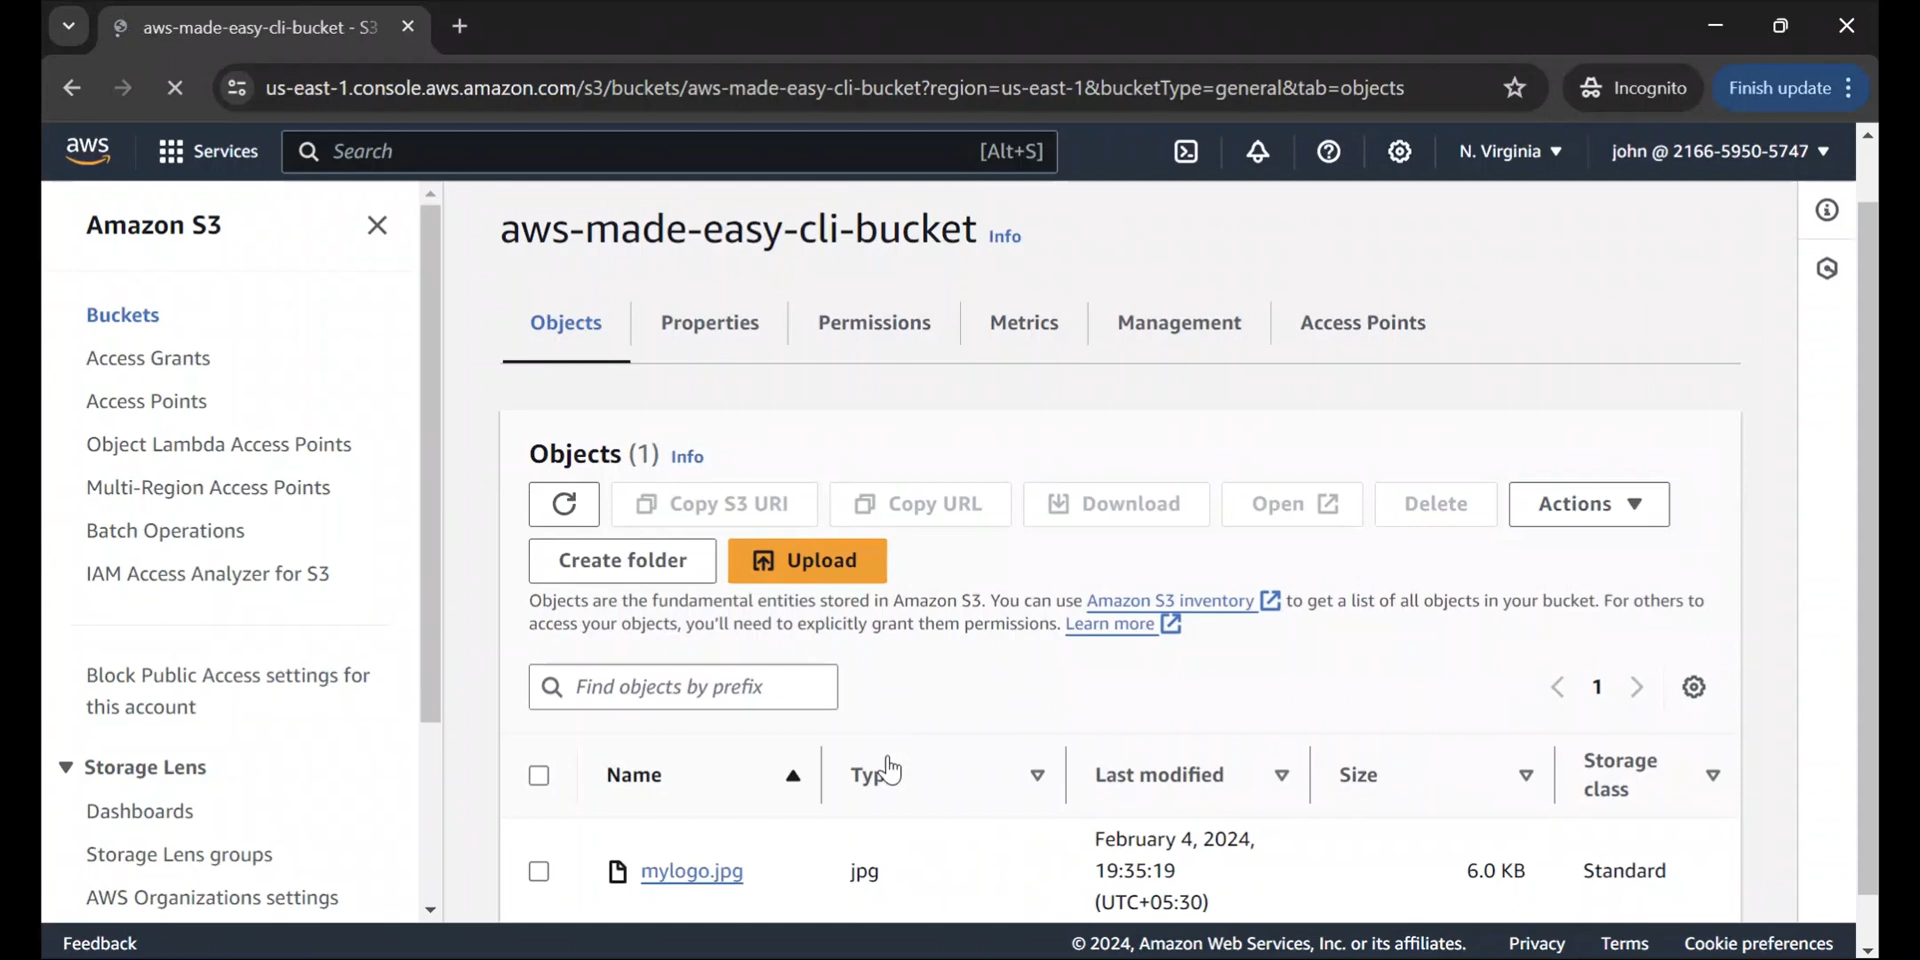 aws-made-easy-cli-bucket - S3
us-east-1.console.aws.amazon.com/s3/buckets/aws-made-easy-cli-bucket?region=us-east-1&bucketType=general&tab=objects
Incognito
Finish update
aws
Services
Search
[Alt+S]
N. Virginia
john @ 2166-5950-5747
Amazon S3
Buckets
Access Grants
Access Points
Object Lambda Access Points
Multi-Region Access Points
Batch Operations
IAM Access Analyzer for S3
Block Public Access settings for
this account
Storage Lens
Dashboards
Storage Lens groups
AWS Organizations settings
aws-made-easy-cli-bucket Info
Objects
Properties
Permissions
Metrics
Management
Access Points
Objects (1) Info
Copy S3 URI
Copy URL
Download
Open
Delete
Actions
Create folder
Upload
Objects are the fundamental entities stored in Amazon S3. You can use Amazon S3 inventory to get a list of all objects in your bucket. For others to
access your objects, you'll need to explicitly grant them permissions. Learn more
Find objects by prefix
1
Name
Type
Last modified
Size
Storage
class
mylogo.jpg
jpg
February 4, 2024,
19:35:19
(UTC+05:30)
6.0 KB
Standard
Feedback
© 2024, Amazon Web Services, Inc. or its affiliates.
Privacy
Terms
Cookie preferences